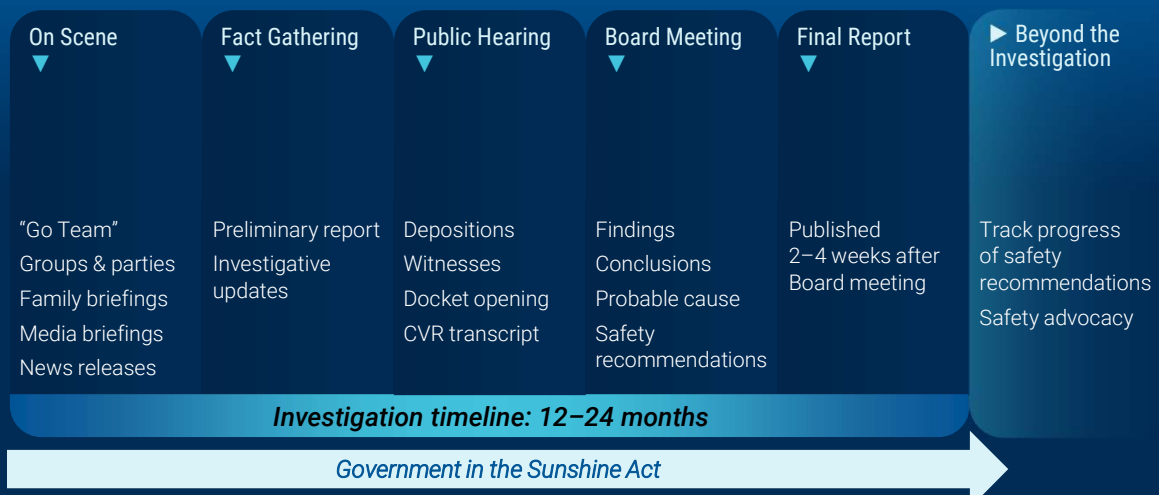 On Scene
"Go Team"
Groups & parties
Family briefings
Media briefings
News releases
Fact Gathering
Preliminary report
Investigative
updates
Public Hearing
Depositions
Witnesses
Docket opening
CVR transcript
Board Meeting
Findings
Conclusions
Probable cause
Safety
recommendations
Final Report
Published
2–4 weeks after
Board meeting
Beyond the
Investigation
Track progress
of safety
recommendations
Safety advocacy
Investigation timeline: 12–24 months
Government in the Sunshine Act